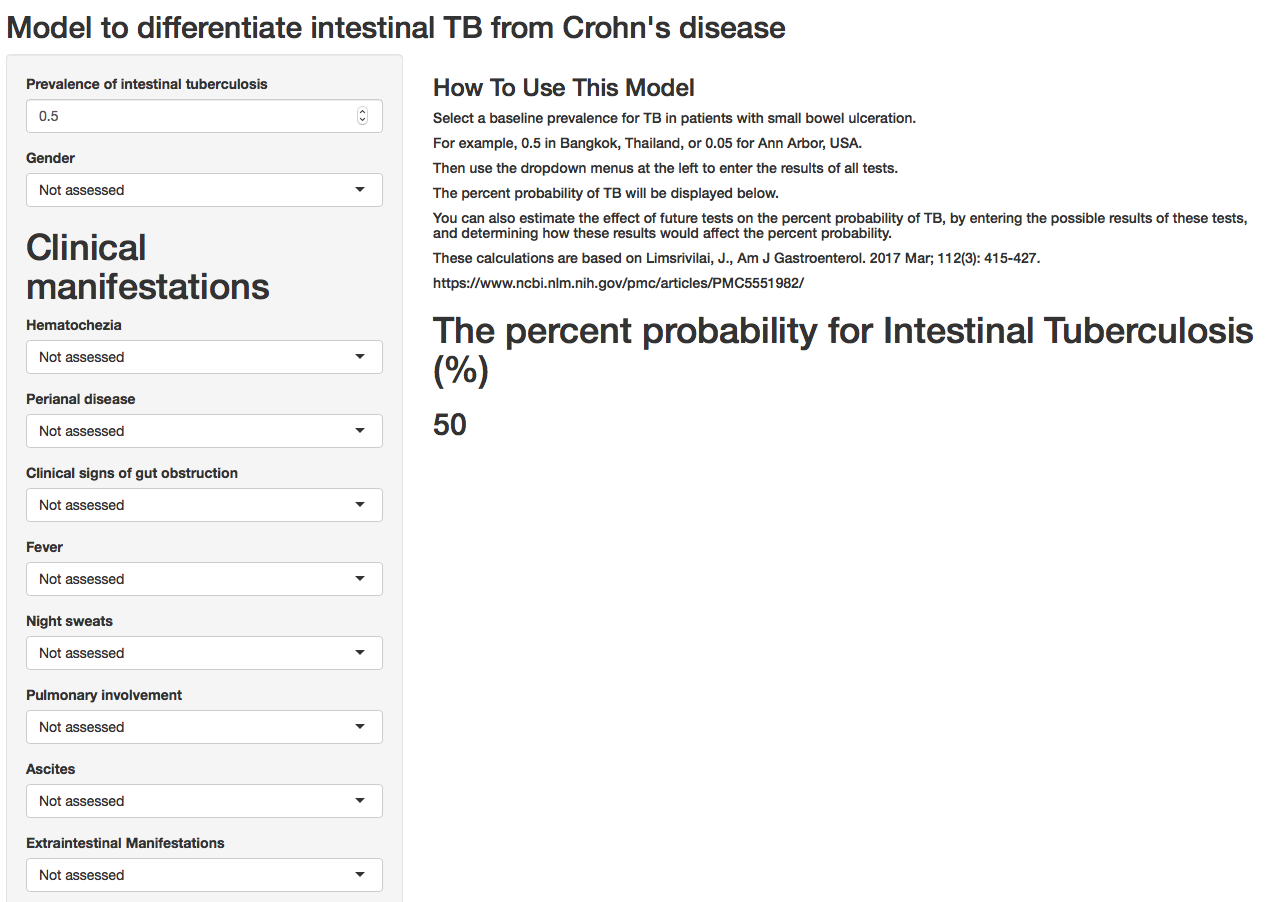 Model to differentiate intestinal TB from Crohn's disease
Prevalence of intestinal tuberculosis
0.5
Gender
Not assessed
Clinical
manifestations
Hematochezia
Not assessed
Perianal disease
Not assessed
Clinical signs of gut obstruction
Not assessed
Fever
Not assessed
Night sweats
Not assessed
Pulmonary involvement
Not assessed
Ascites
Not assessed
Extraintestinal Manifestations
Not assessed
How To Use This Model
Select a baseline prevalence for TB in patients with small bowel ulceration.
For example, 0.5 in Bangkok, Thailand, or 0.05 for Ann Arbor, USA.
Then use the dropdown menus at the left to enter the results of all tests.
The percent probability of TB will be displayed below.
You can also estimate the effect of future tests on the percent probability of TB, by entering the possible results of these tests,
and determining how these results would affect the percent probability.
These calculations are based on Limsrivilai, J., Am J Gastroenterol. 2017 Mar; 112(3): 415-427.
https://www.ncbi.nlm.nih.gov/pmc/articles/PMC5551982/
The percent probability for Intestinal Tuberculosis
(%)
50